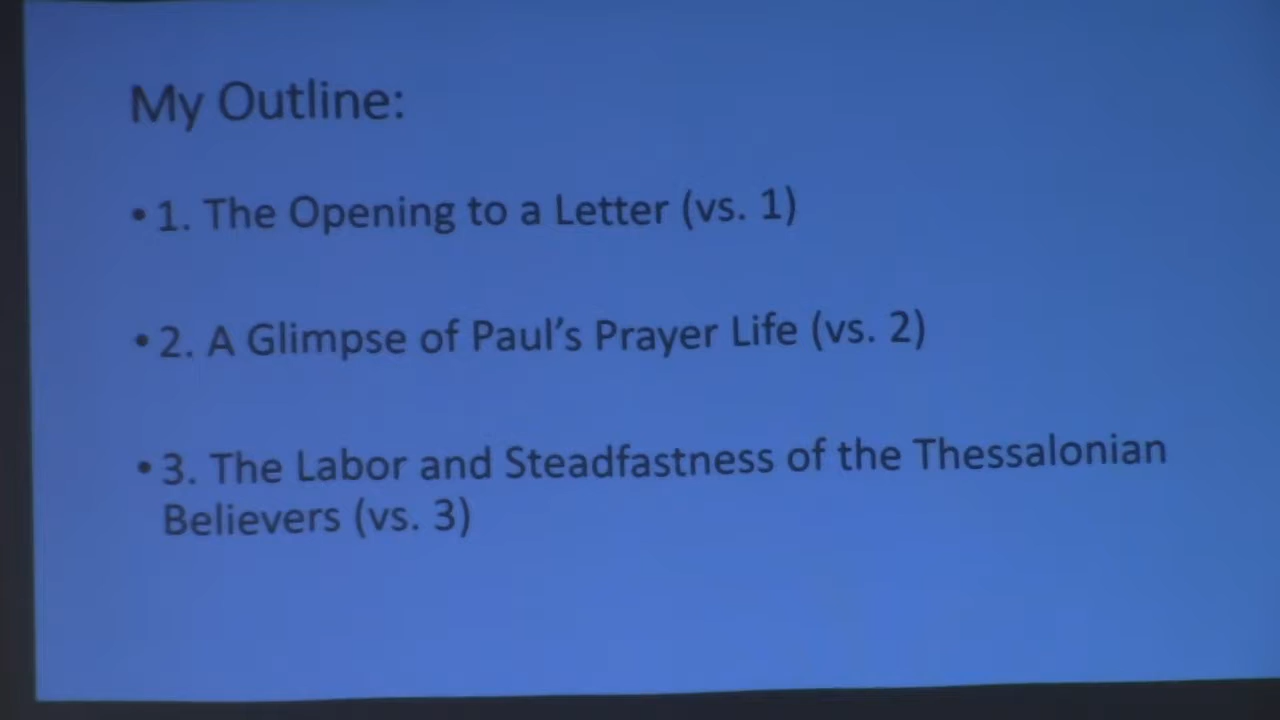 My Outline:
• 1. The Opening to a Letter (vs. 1)
• 2. A Glimpse of Paul's Prayer Life (vs. 2)
• 3. The Labor and Steadfastness of the Thessalonian
Believers (vs. 3)